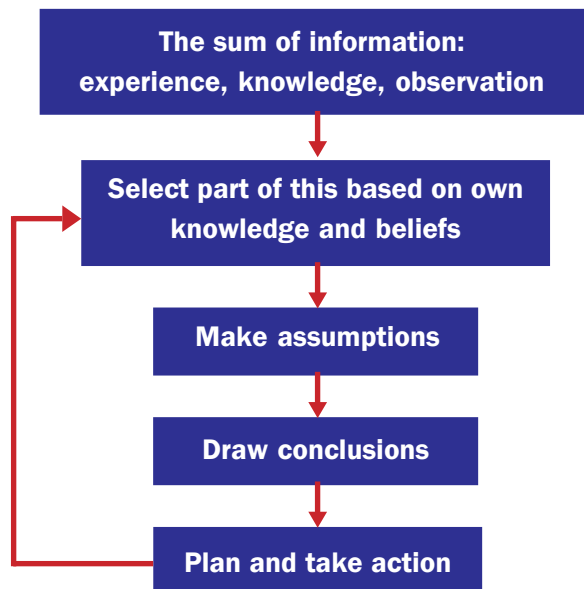 The sum of information:
experience, knowledge, observation
Select part of this based on own
knowledge and beliefs
Make assumptions
Draw conclusions
Plan and take action